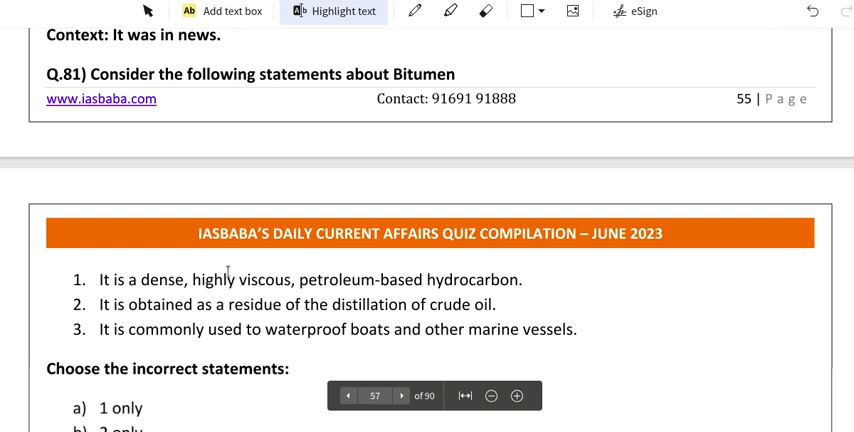 Add text box
Highlight text
eSign
Context: It was in news.
Q.81) Consider the following statements about Bitumen
www.iasbaba.com Contact: 91691 91888 55 | P a g e
IASBABA'S DAILY CURRENT AFFAIRS QUIZ COMPILATION – JUNE 2023
1. It is a dense, highly viscous, petroleum-based hydrocarbon.
2. It is obtained as a residue of the distillation of crude oil.
3. It is commonly used to waterproof boats and other marine vessels.
Choose the incorrect statements:
57 of 90
a) 1 only